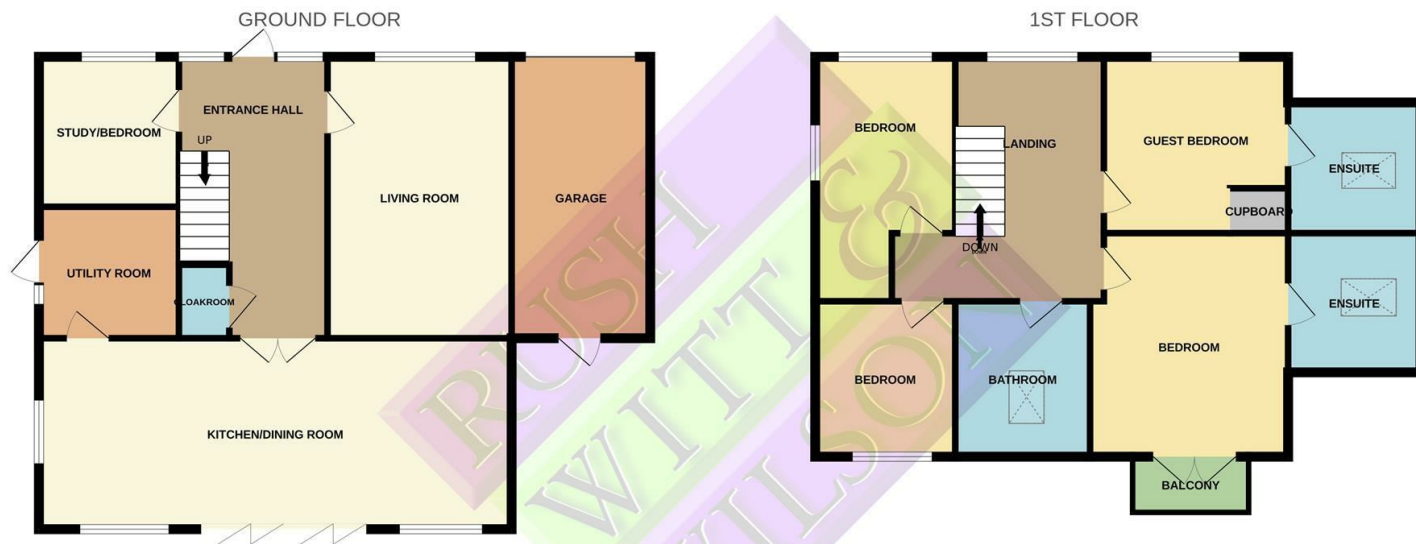 GROUND FLOOR
STUDY/BEDROOM
ENTRANCE HALL
UP
LIVING ROOM
GARAGE
UTILITY ROOM
CLOAKROOM
KITCHEN/DINING ROOM
1ST FLOOR
BEDROOM
LANDING
GUEST BEDROOM
ENSUITE
CUPBOARD
DOWN
ENSUITE
BEDROOM
BEDROOM
BATHROOM
BALCONY
RUSH
WITT &
WILSON